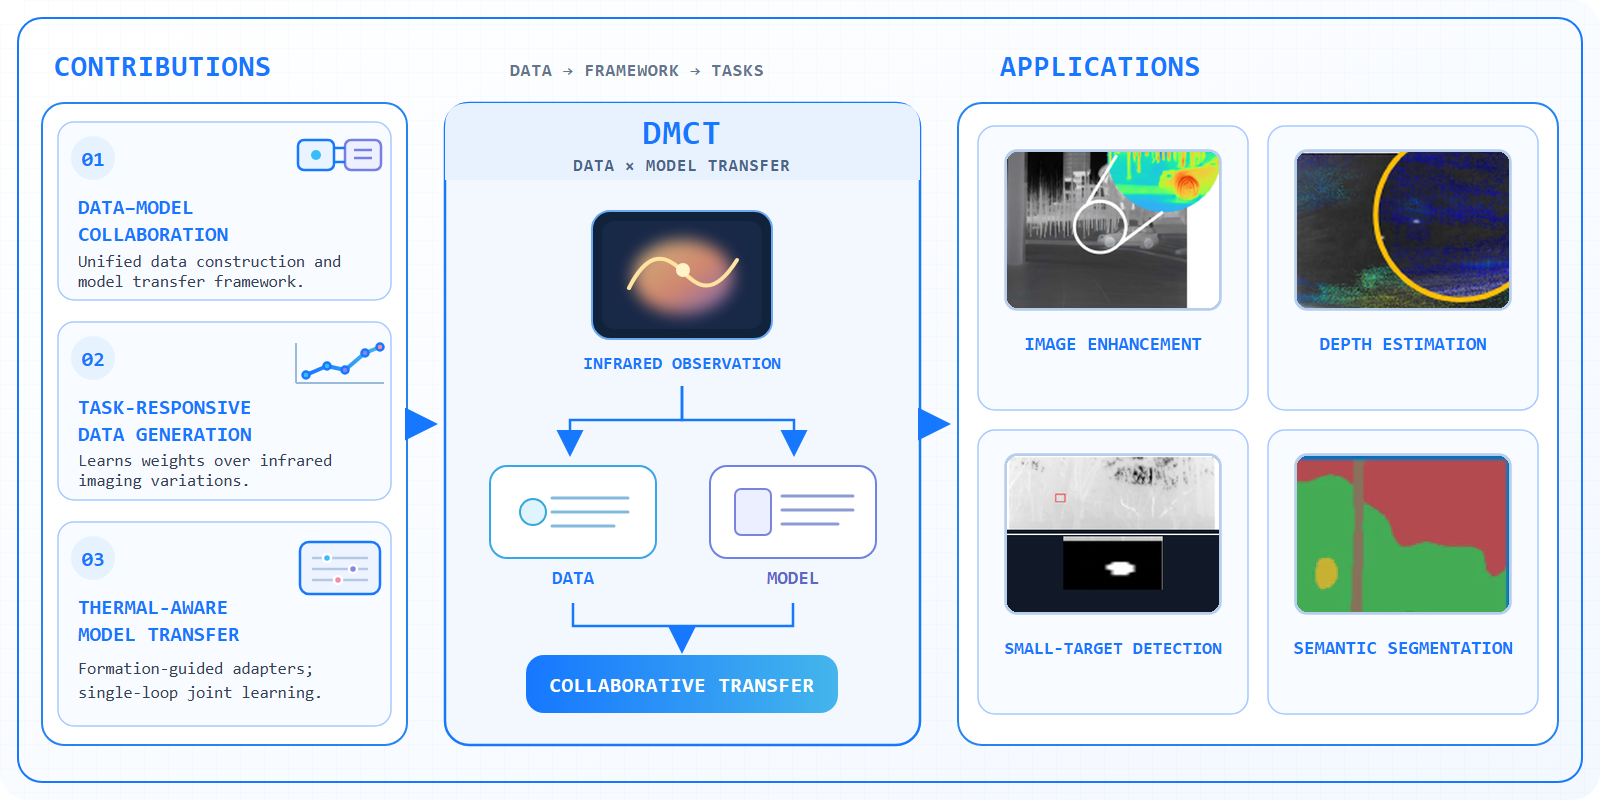 CONTRIBUTIONS
01
DATA–MODEL
COLLABORATION
Unified data construction and
model transfer framework.
02
TASK-RESPONSIVE
DATA GENERATION
Learns weights over infrared
imaging variations.
03
THERMAL-AWARE
MODEL TRANSFER
Formation-guided adapters;
single-loop joint learning.
DATA → FRAMEWORK → TASKS
DMCT
DATA × MODEL TRANSFER
INFRARED OBSERVATION
DATA
MODEL
COLLABORATIVE TRANSFER
APPLICATIONS
IMAGE ENHANCEMENT
DEPTH ESTIMATION
SMALL-TARGET DETECTION
SEMANTIC SEGMENTATION